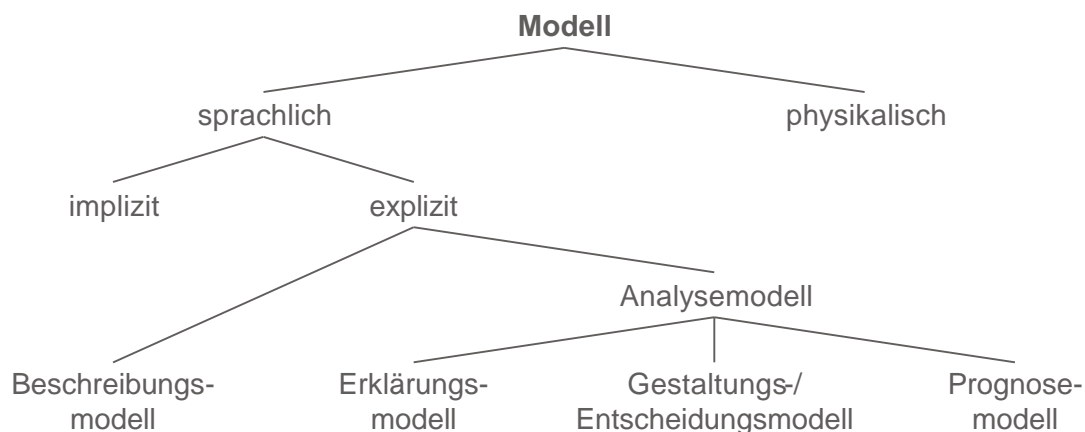 Modell
sprachlich physikalisch
implizit explizit
Analysemodell
Beschreibungs- Erklärungs- Gestaltungs-/ Prognose-
modell modell Entscheidungsmodell modell